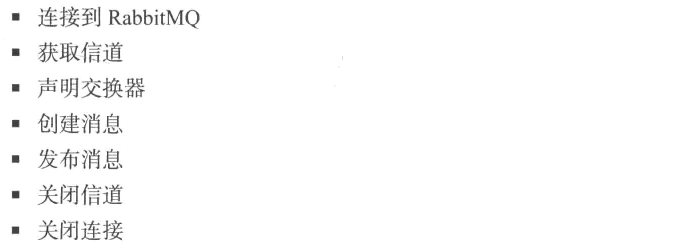 ▪ 连接到 RabbitMQ
▪ 获取信道
▪ 声明交换器
▪ 创建消息
▪ 发布消息
▪ 关闭信道
▪ 关闭连接